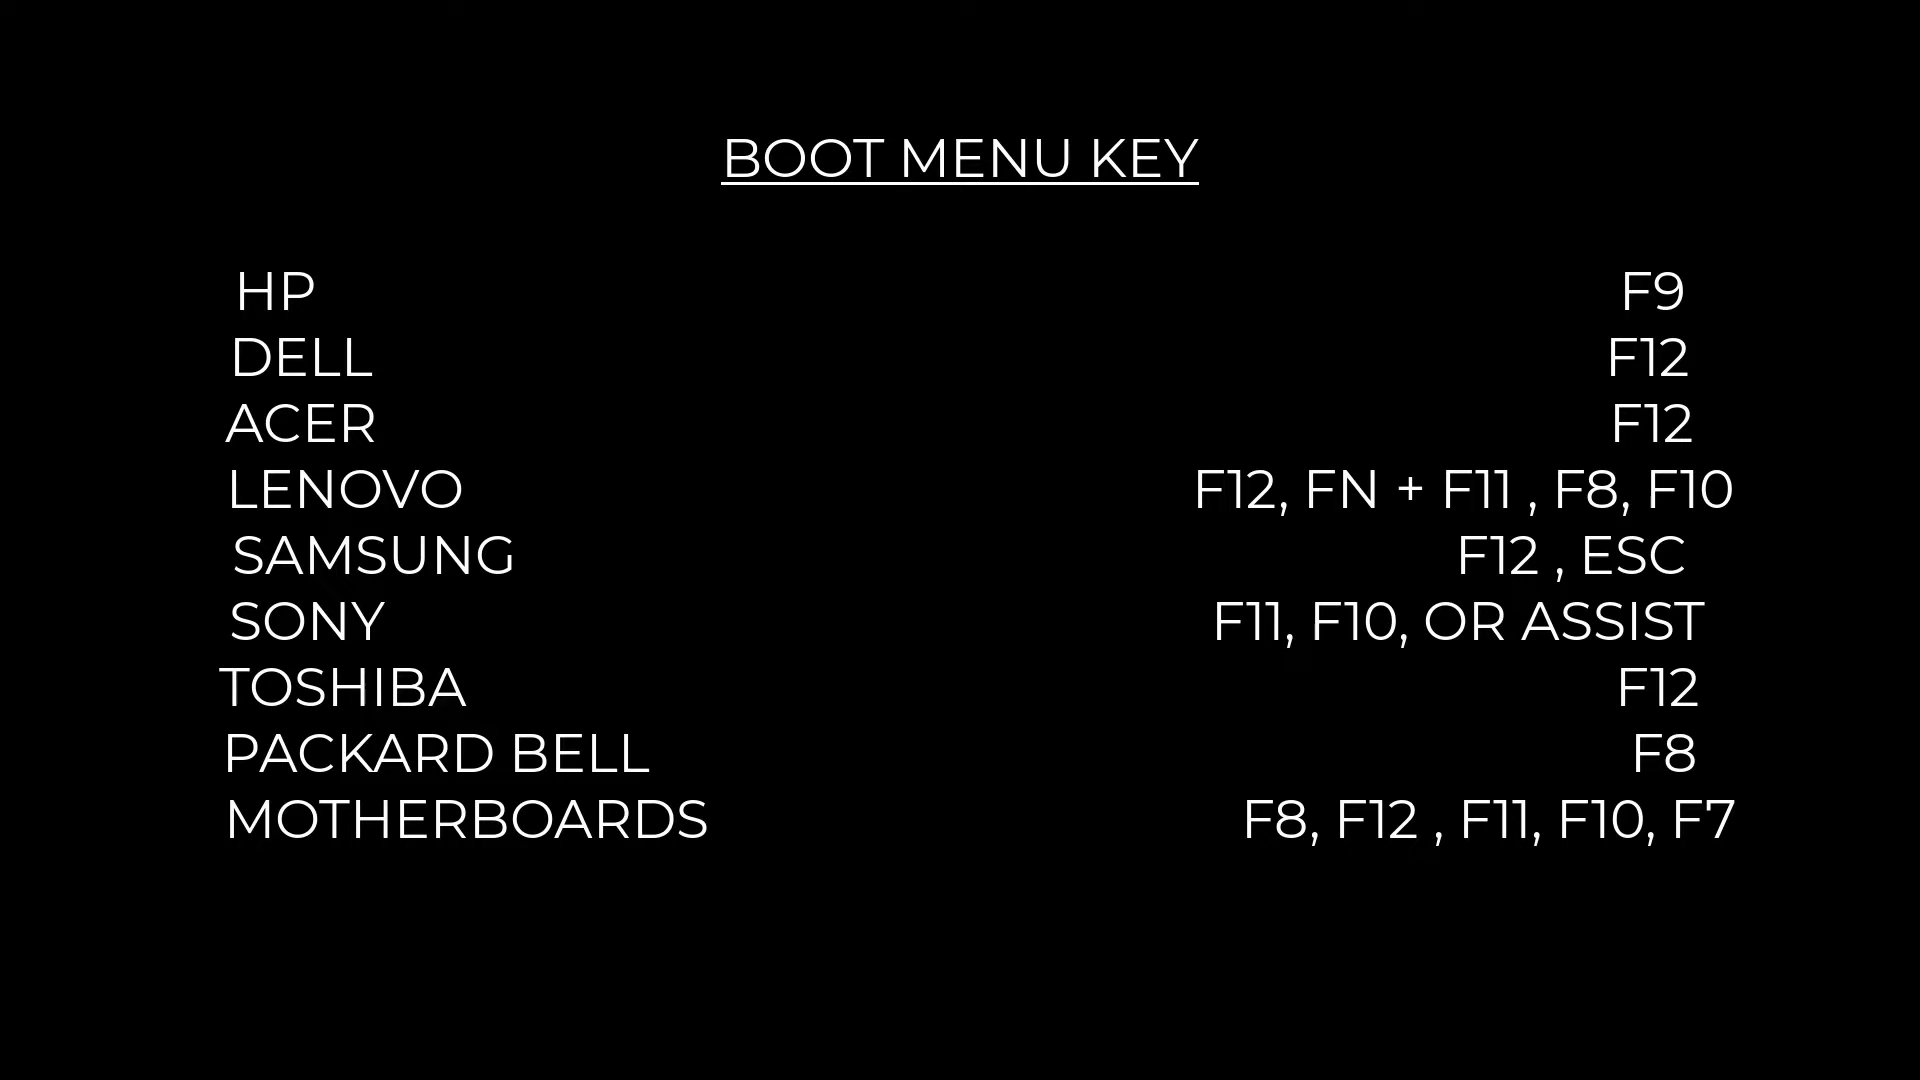 BOOT MENU KEY
HP F9
DELL F12
ACER F12
LENOVO F12, FN + F11 , F8, F10
SAMSUNG F12 , ESC
SONY F11, F10, OR ASSIST
TOSHIBA F12
PACKARD BELL F8
MOTHERBOARDS F8, F12 , F11, F10, F7